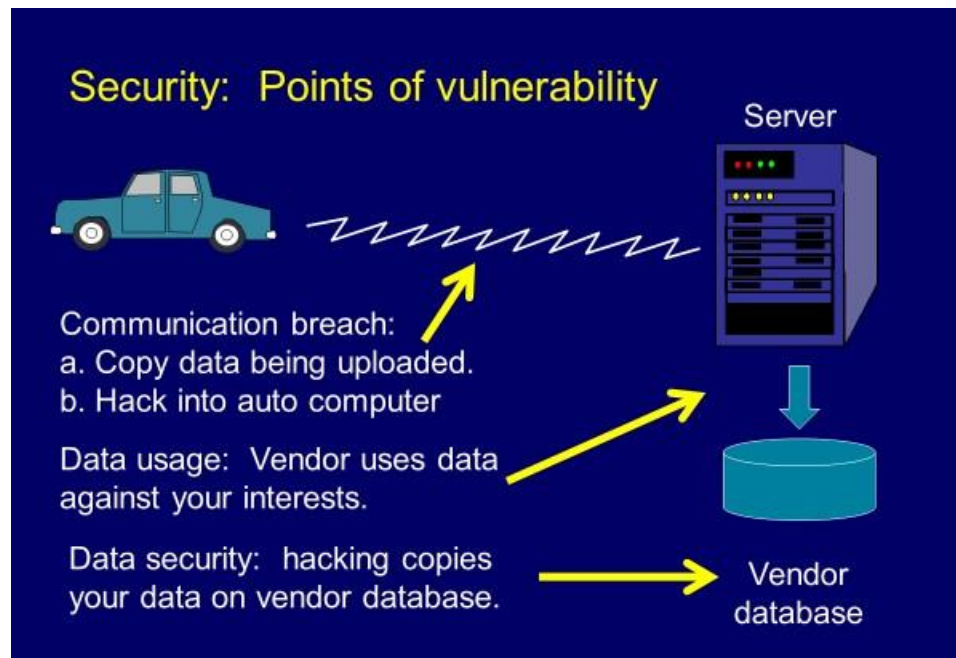 Security: Points of vulnerability
Server
Communication breach:
a. Copy data being uploaded.
b. Hack into auto computer
Data usage: Vendor uses data
against your interests.
Data security: hacking copies
your data on vendor database.
Vendor
database